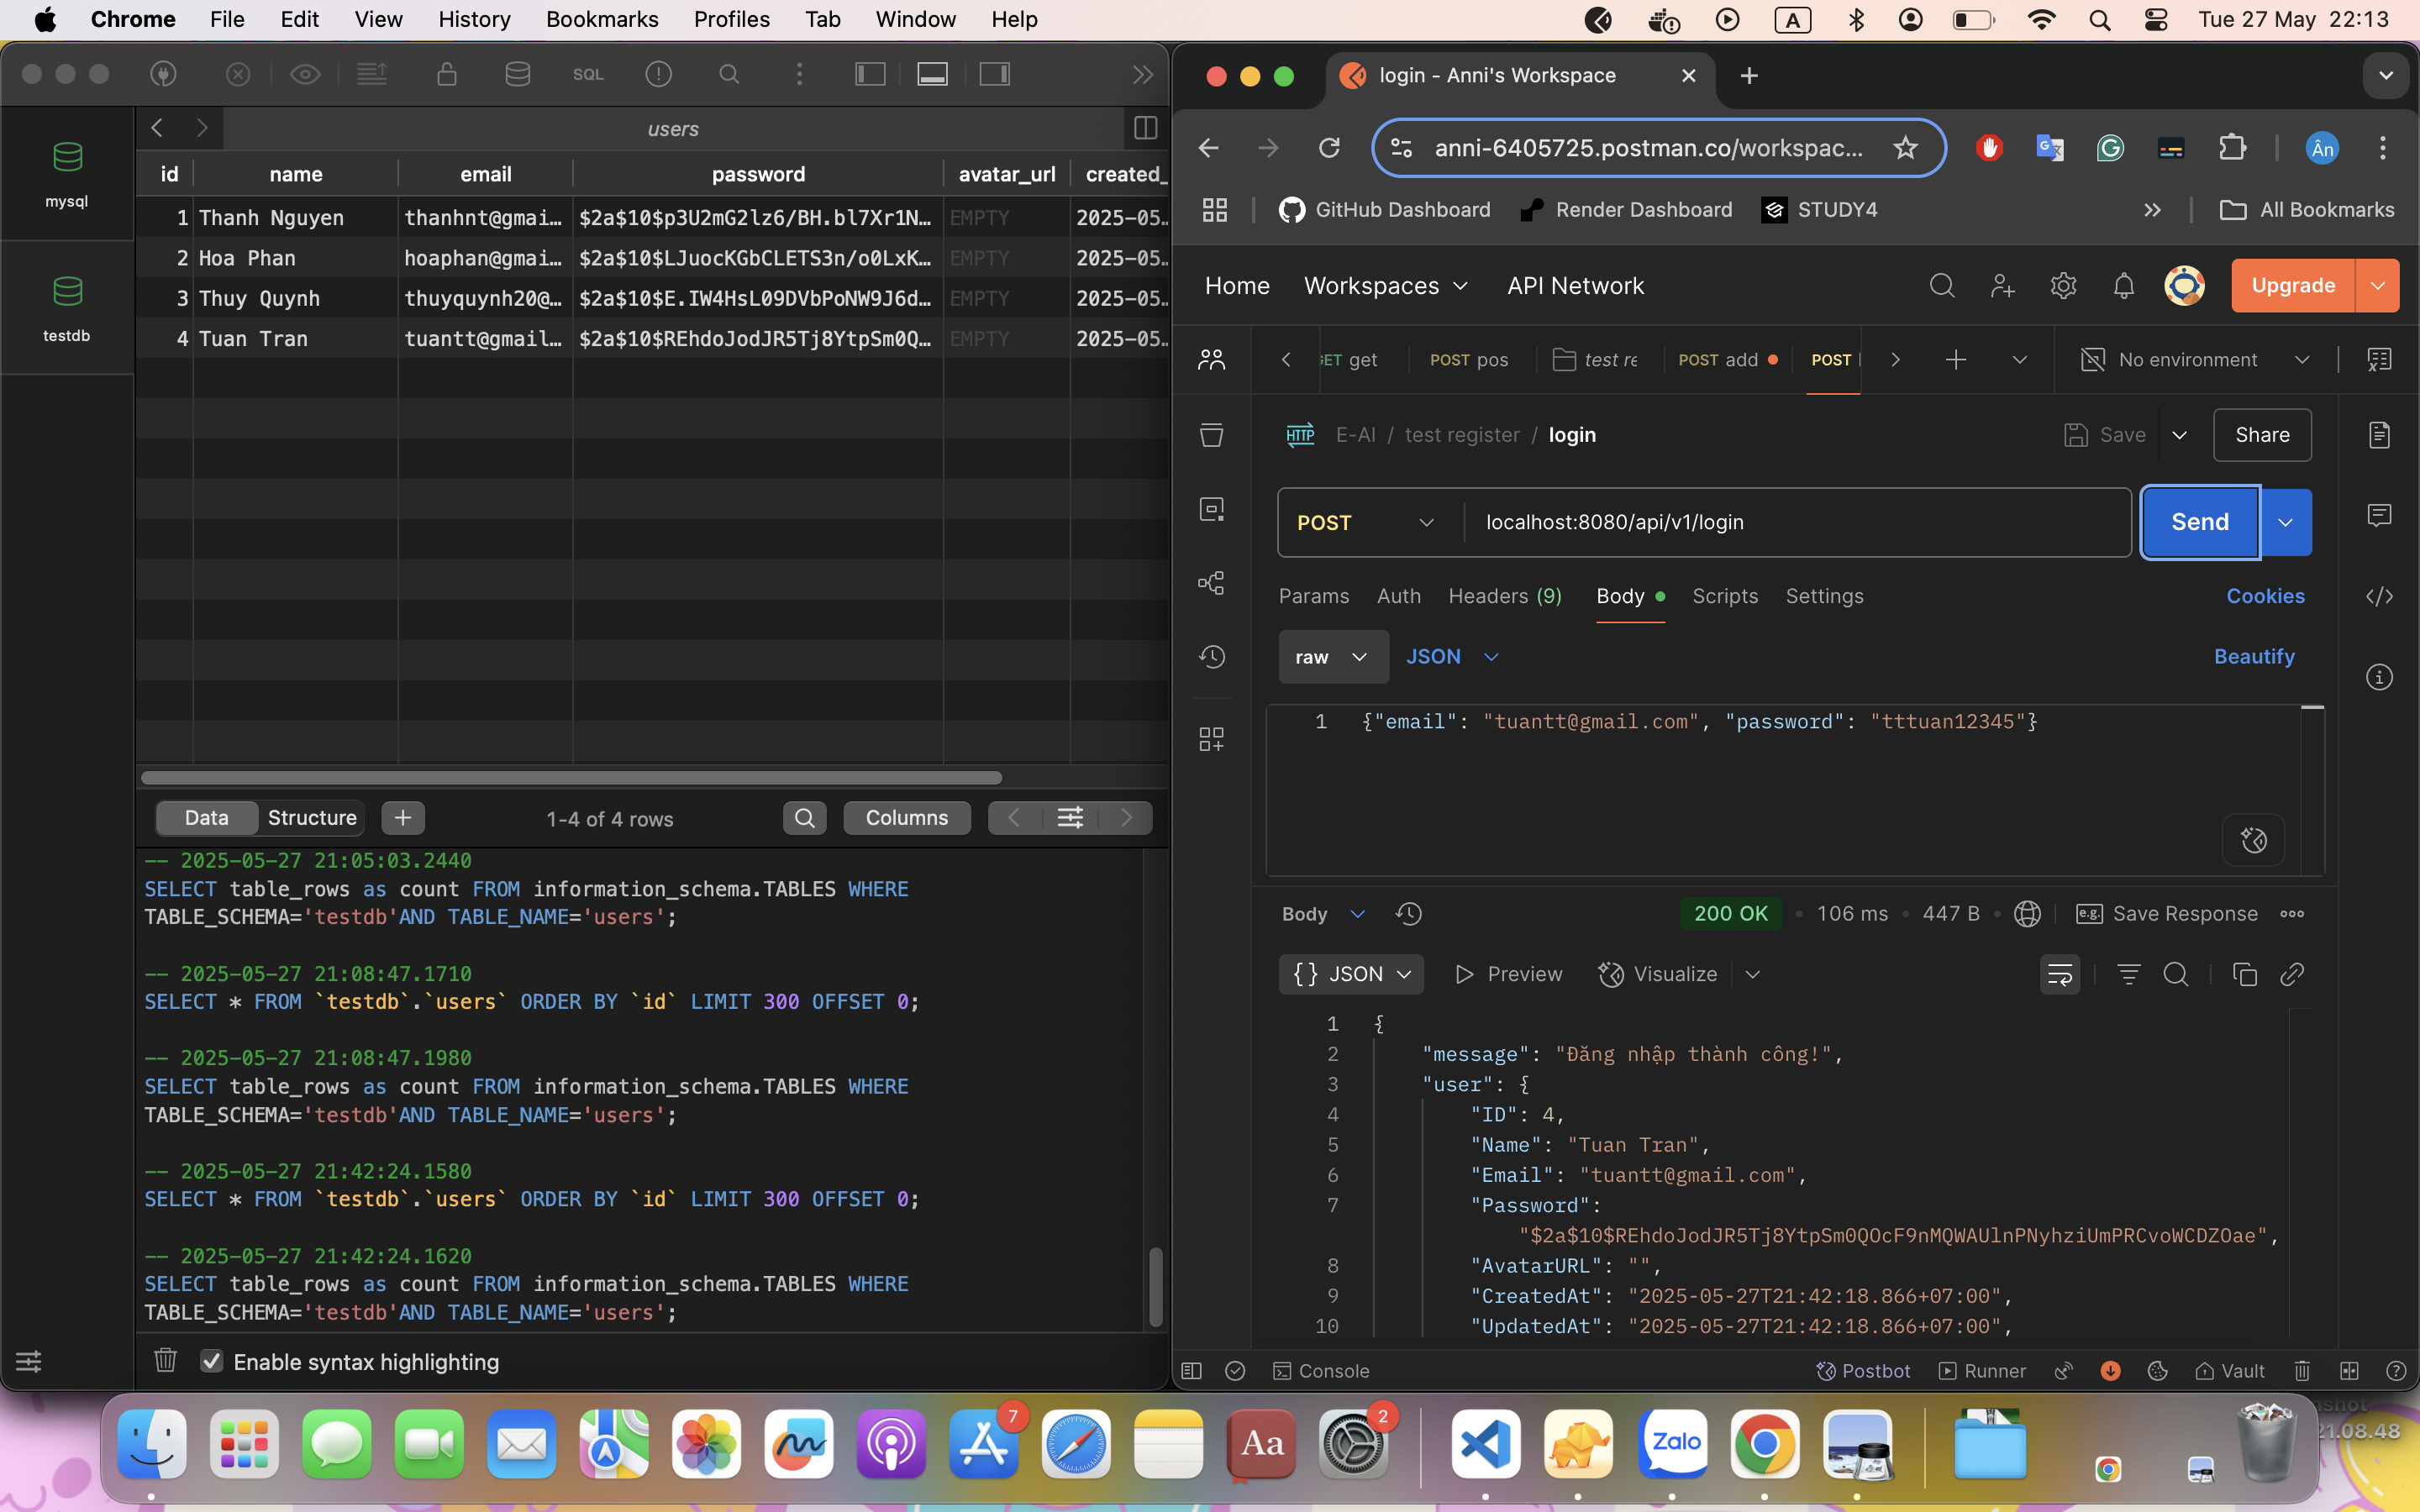 Chrome File Edit View History Bookmarks Profiles Tab Window Help
A
Tue 27 May 22:13
SQL
users
mysql
testdb
id name email password avatar_url created_
1 Thanh Nguyen thanhnt@gmai… $2a$10$p3U2mG2lz6/BH.bl7Xr1N… EMPTY 2025-05…
2 Hoa Phan hoaphan@gmai… $2a$10$LJuocKGbCLETS3n/o0LxK… EMPTY 2025-05…
3 Thuy Quynh thuyquynh20@… $2a$10$E.IW4HsL09DVbPoNW9J6d… EMPTY 2025-05…
4 Tuan Tran tuantt@gmail… $2a$10$REhdoJodJR5Tj8YtpSm0Q… EMPTY 2025-05…
Data Structure + 1-4 of 4 rows Columns
-- 2025-05-27 21:05:03.2440
SELECT table_rows as count FROM information_schema.TABLES WHERE
TABLE_SCHEMA='testdb'AND TABLE_NAME='users';
-- 2025-05-27 21:08:47.1710
SELECT * FROM `testdb`.`users` ORDER BY `id` LIMIT 300 OFFSET 0;
-- 2025-05-27 21:08:47.1980
SELECT table_rows as count FROM information_schema.TABLES WHERE
TABLE_SCHEMA='testdb'AND TABLE_NAME='users';
-- 2025-05-27 21:42:24.1580
SELECT * FROM `testdb`.`users` ORDER BY `id` LIMIT 300 OFFSET 0;
-- 2025-05-27 21:42:24.1620
SELECT table_rows as count FROM information_schema.TABLES WHERE
TABLE_SCHEMA='testdb'AND TABLE_NAME='users';
Enable syntax highlighting
login - Anni's Workspace
anni-6405725.postman.co/workspac...
Ân
GitHub Dashboard Render Dashboard STUDY4 All Bookmarks
Home Workspaces API Network Upgrade
GET get POST pos test re POST add POST No environment
HTTP E-AI / test register / login Save Share
POST localhost:8080/api/v1/login Send
Params Auth Headers (9) Body Scripts Settings Cookies
raw JSON Beautify
1 {"email": "tuantt@gmail.com", "password": "tttuan12345"}
Body 200 OK 106 ms 447 B e.g. Save Response
{} JSON Preview Visualize
1 {
2 "message": "Đăng nhập thành công!",
3 "user": {
4 "ID": 4,
5 "Name": "Tuan Tran",
6 "Email": "tuantt@gmail.com",
7 "Password":
"$2a$10$REhdoJodJR5Tj8YtpSm0QOcF9nMQWAUlnPNyhziUmPRCvoWCDZOae",
8 "AvatarURL": "",
9 "CreatedAt": "2025-05-27T21:42:18.866+07:00",
10 "UpdatedAt": "2025-05-27T21:42:18.866+07:00",
Console Postbot Runner Vault
7
Aa
2
Zalo
nshot
21.08.48